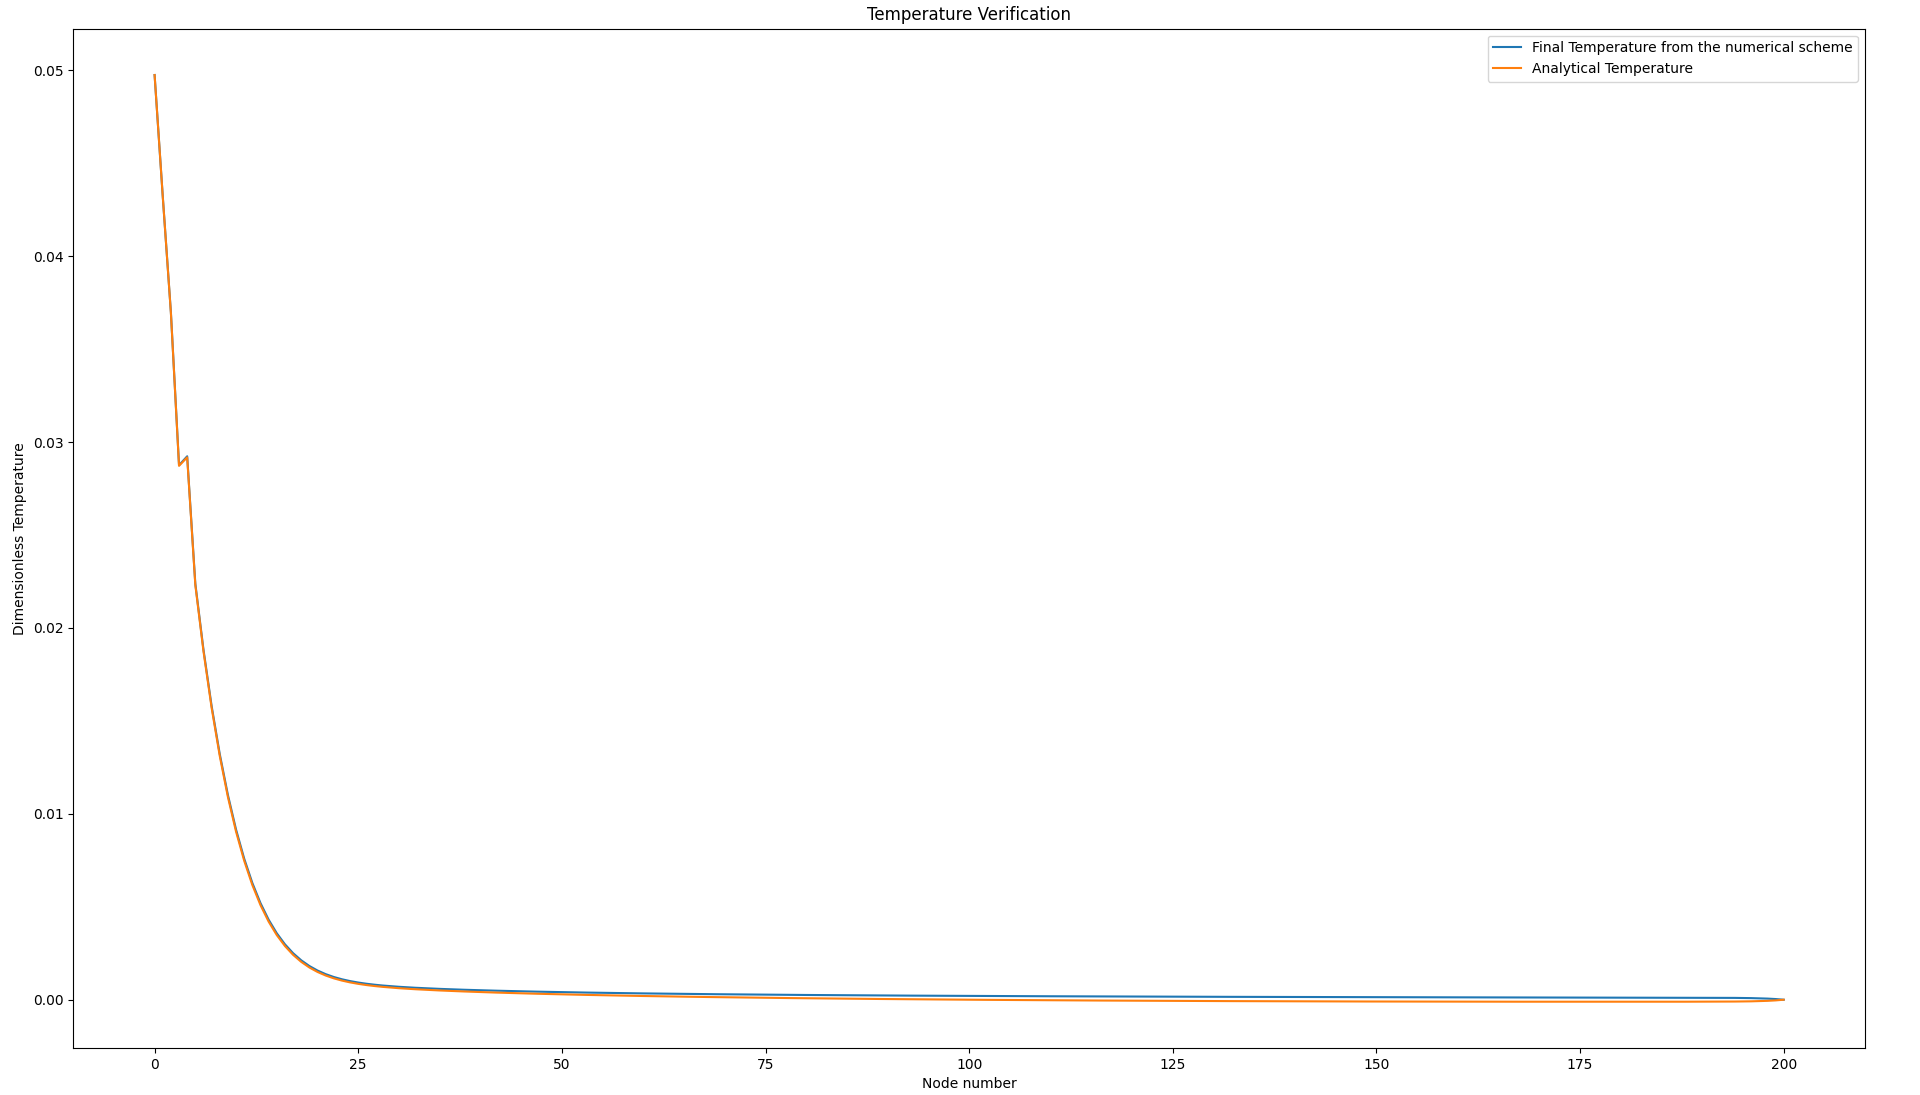 Temperature Verification
Final Temperature from the numerical scheme
Analytical Temperature
0.05
0.04
0.03
0.02
0.01
0.00
Dimensionless Temperature
0 25 50 75 100 125 150 175 200
Node number